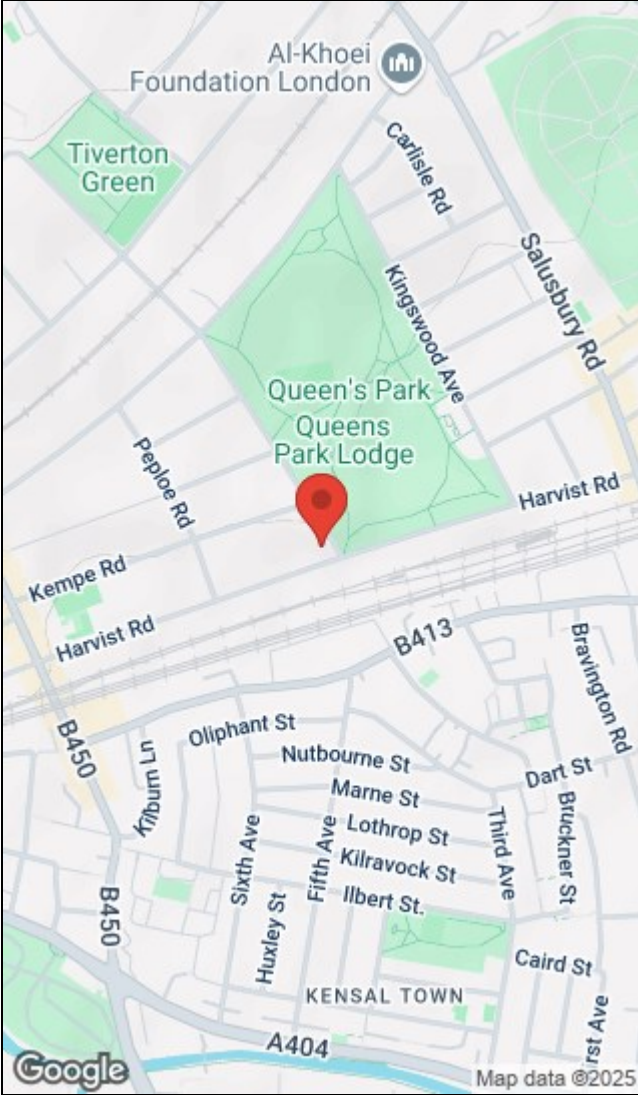 Al-Khoei
Foundation London
Tiverton
Green
Carlisle Rd
Salusbury Rd
Kingswood Ave
Queen's Park
Queens
Park Lodge
Peploe Rd
Harvist Rd
Kempe Rd
Harvist Rd
B413
Bravington Rd
B450
Oliphant St
Kilburn Ln
Nutbourne St
Dart St
Marne St
Bruckner St
Lothrop St
Third Ave
Sixth Ave
Fifth Ave
Kilravock St
Ilbert St.
B450
Huxley St
Caird St
KENSAL TOWN
irst Ave
A404
Google
Map data ©2025